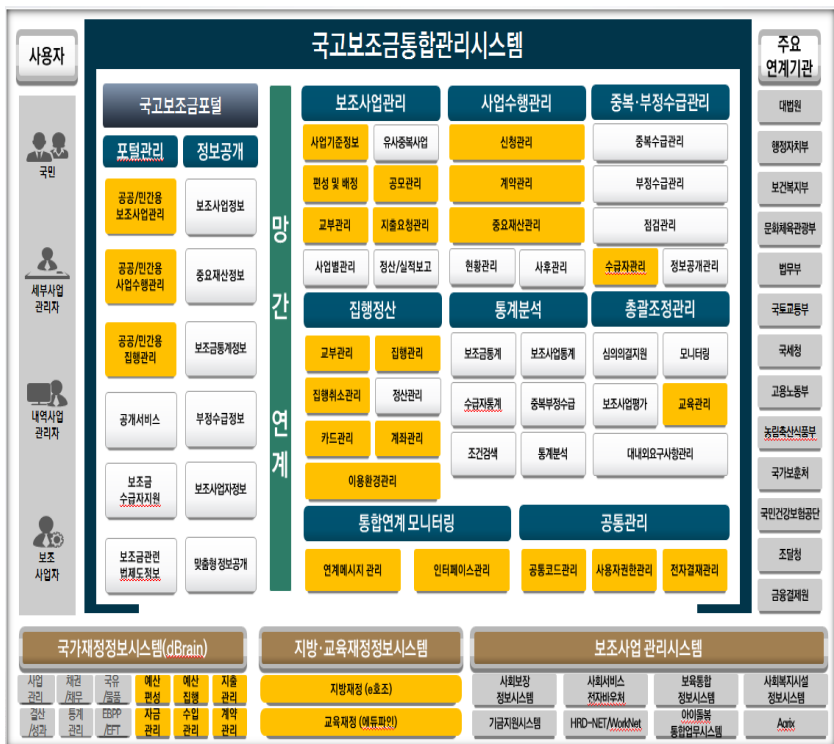 국고보조금통합관리시스템
사용자
국민
세부사업
관리자
내역사업
관리자
보조
사업자
국고보조금포털
포털관리
정보공개
공공/민간용
보조사업관리
보조사업정보
공공/민간용
사업수행관리
중요재산정보
공공/민간용
집행관리
보조금통계정보
공개서비스
부정수급정보
보조금
수급자지원
보조사업자정보
보조금관련
법제도정보
맞춤형정보공개
망
간
연
계
보조사업관리
사업기준정보
유사중복사업
편성 및 배정
공모관리
교부관리
지출요청관리
사업별관리
정산/실적보고
사업수행관리
신청관리
계약관리
중요재산관리
현황관리
사후관리
중복·부정수급관리
중복수급관리
부정수급관리
점검관리
수급자관리
정보공개관리
집행정산
교부관리
집행관리
집행취소관리
정산관리
카드관리
계좌관리
이용환경관리
통계분석
보조금통계
보조사업통계
수급자통계
중복부정수급
조건검색
통계분석
총괄조정관리
심의의결지원
모니터링
보조사업평가
교육관리
대내외요구사항관리
통합연계 모니터링
연계메시지 관리
인터페이스관리
공통관리
공통코드관리
사용자권한관리
전자결재관리
주요
연계기관
대법원
행정자치부
보건복지부
문화체육관광부
법무부
국토교통부
국세청
고용노동부
농림축산식품부
국가보훈처
국민건강보험공단
조달청
금융결제원
국가재정정보시스템(dBrain)
사업
관리
채권
/채무
국유
/물품
예산
편성
예산
집행
지출
관리
결산
/성과
통계
관리
EBPP
/EFT
자금
관리
수입
관리
계약
관리
지방·교육재정정보시스템
지방재정 (e호조)
교육재정 (에듀파인)
보조사업 관리시스템
사회보장
정보시스템
사회서비스
전자바우처
보육통합
정보시스템
사회복지시설
정보시스템
기금지원시스템
HRD-NET/WorkNet
아이돌봄
통합업무시스템
Agrix